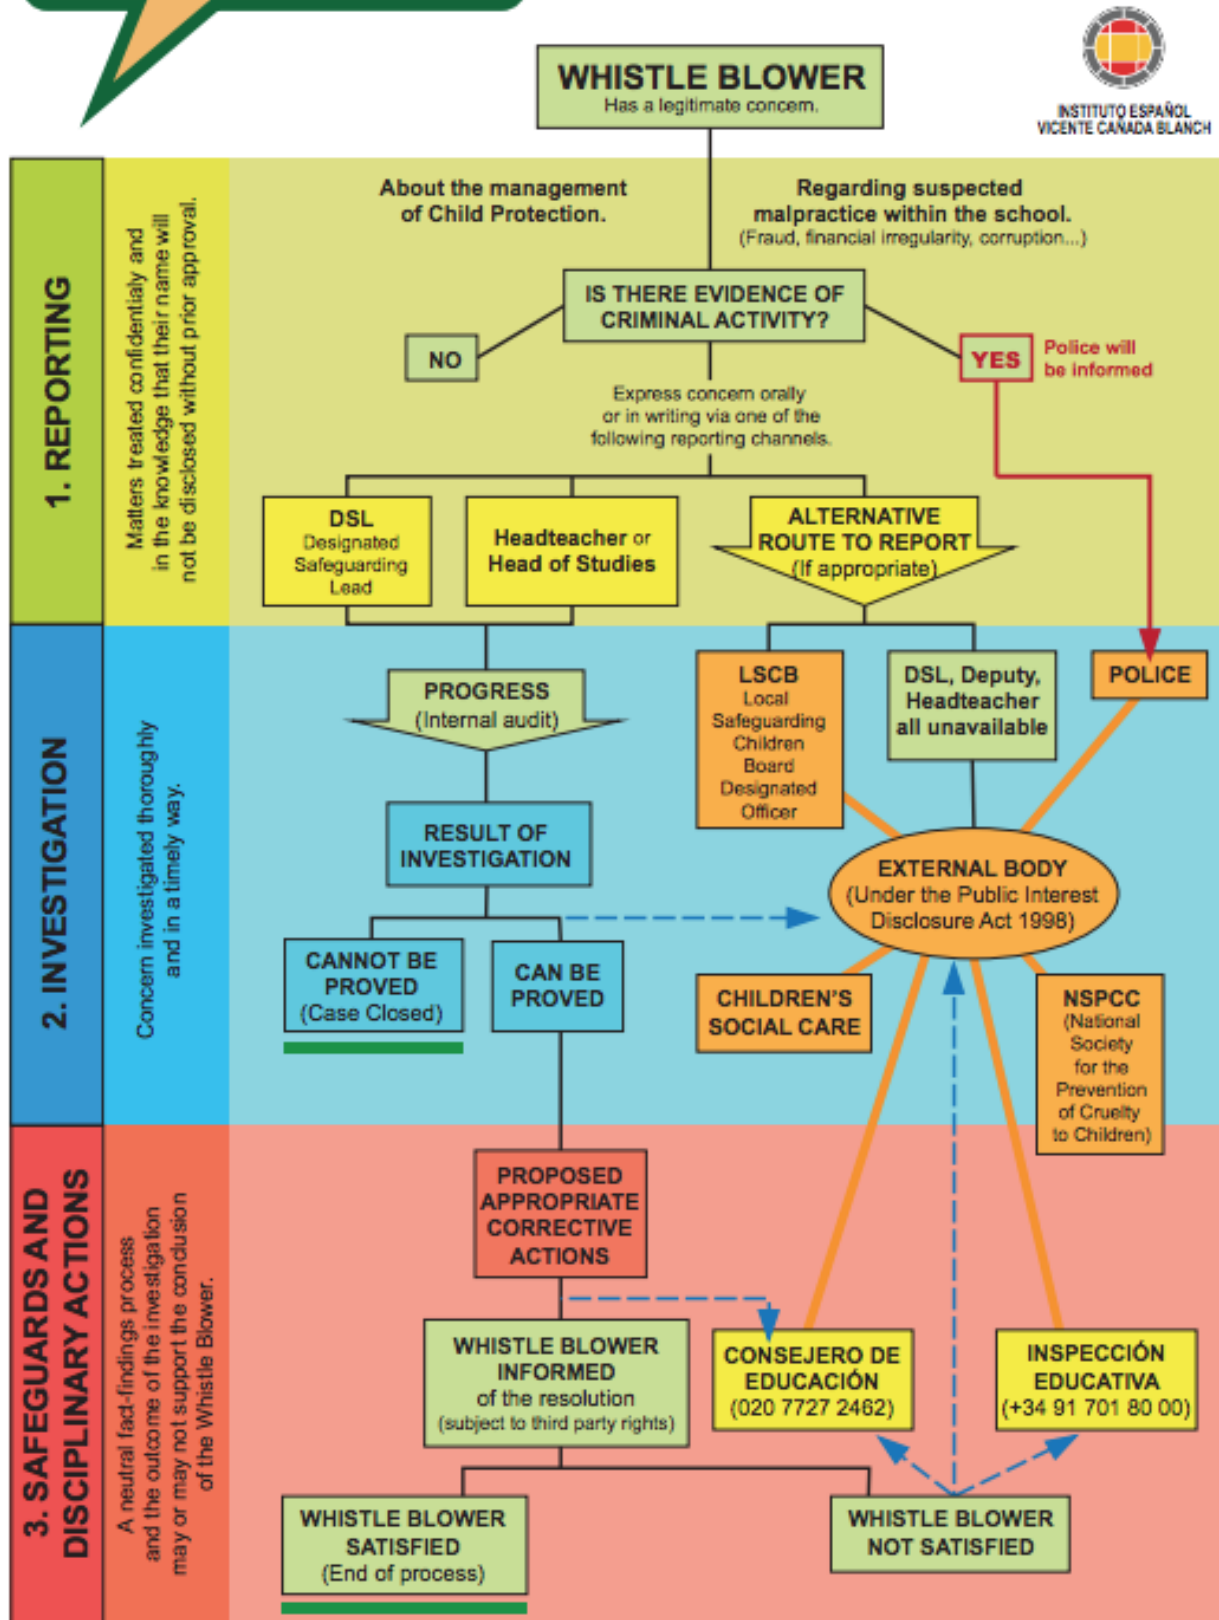 WHISTLE BLOWER
Has a legitimate concern.
INSTITUTO ESPAÑOL
VICENTE CAÑADA BLANCH
1. REPORTING
Matters treated confidentialy and
in the knowledge that their name will
not be disclosed without prior approval.
About the management
of Child Protection.
Regarding suspected
malpractice within the school.
(Fraud, financial irregularity, corruption...)
IS THERE EVIDENCE OF
CRIMINAL ACTIVITY?
NO
YES
Police will
be informed
Express concern orally
or in writing via one of the
following reporting channels.
DSL
Designated
Safeguarding
Lead
Headteacher or
Head of Studies
ALTERNATIVE
ROUTE TO REPORT
(If appropriate)
2. INVESTIGATION
Concern investigated thoroughly
and in a timely way.
PROGRESS
(Internal audit)
LSCB
Local
Safeguarding
Children
Board
Designated
Officer
DSL, Deputy,
Headteacher
all unavailable
POLICE
RESULT OF
INVESTIGATION
EXTERNAL BODY
(Under the Public Interest
Disclosure Act 1998)
CANNOT BE
PROVED
(Case Closed)
CAN BE
PROVED
CHILDREN'S
SOCIAL CARE
NSPCC
(National
Society
for the
Prevention
of Cruelty
to Children)
3. SAFEGUARDS AND
DISCIPLINARY ACTIONS
A neutral fact-findings process
and the outcome of the investigation
may or may not support the conclusion
of the Whistle Blower.
PROPOSED
APPROPRIATE
CORRECTIVE
ACTIONS
WHISTLE BLOWER
INFORMED
of the resolution
(subject to third party rights)
CONSEJERO DE
EDUCACIÓN
(020 7727 2462)
INSPECCIÓN
EDUCATIVA
(+34 91 701 80 00)
WHISTLE BLOWER
SATISFIED
(End of process)
WHISTLE BLOWER
NOT SATISFIED